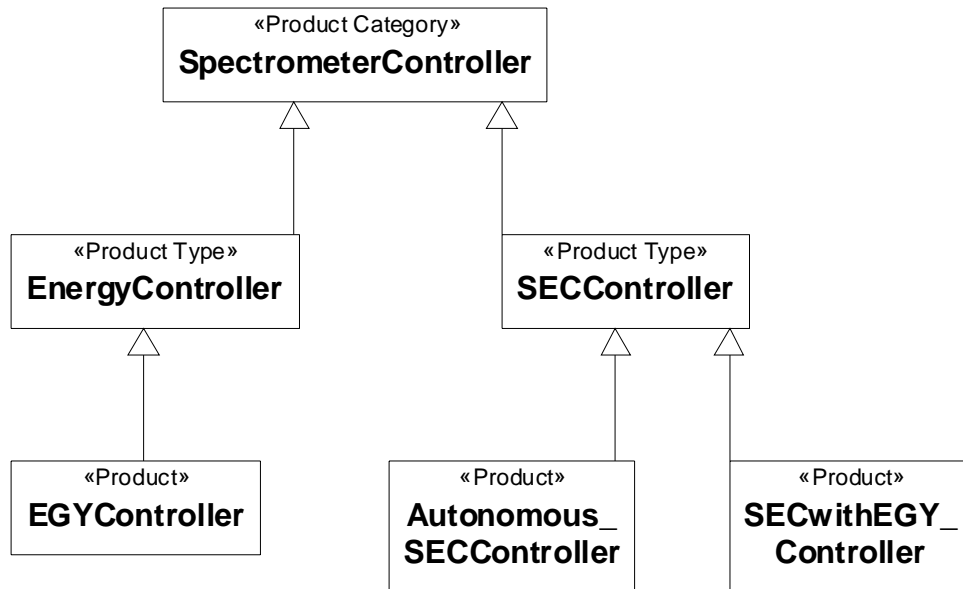 «Product Category»
SpectrometerController
«Product Type»
EnergyController
«Product Type»
SECController
«Product»
EGYController
«Product»
Autonomous_
SECController
«Product»
SECwithEGY_
Controller